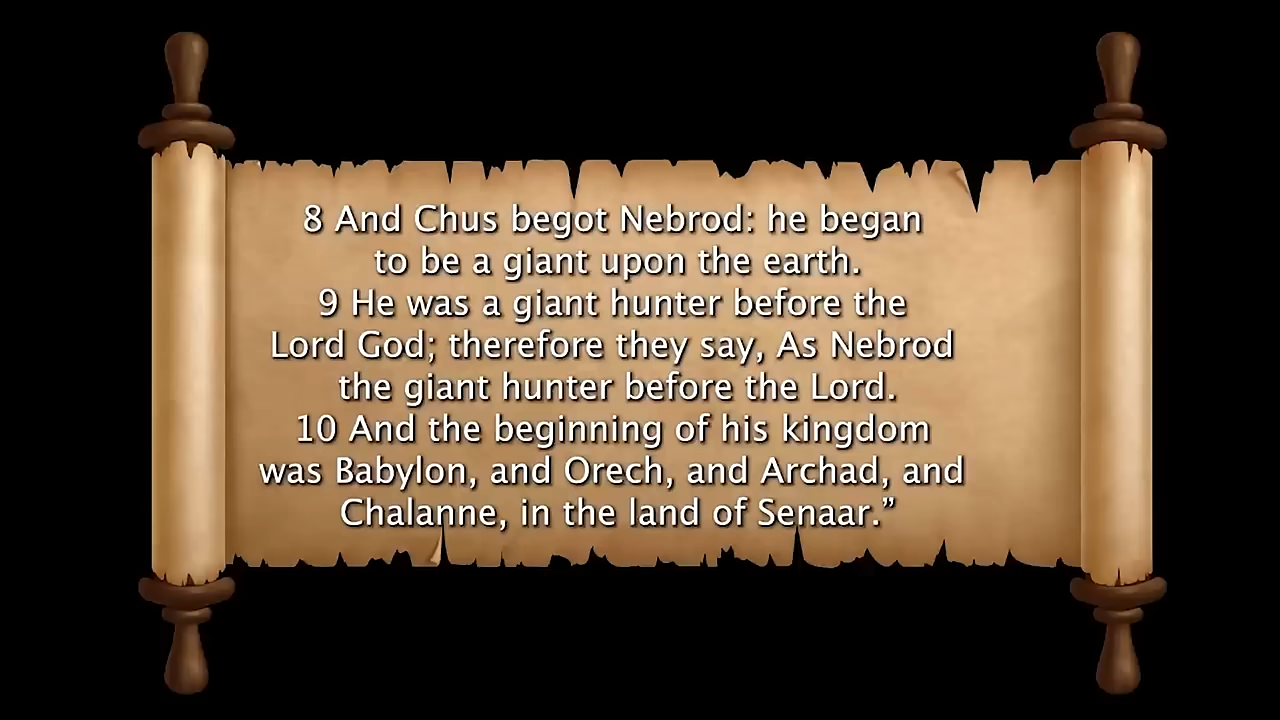 8 And Chus begot Nebrod: he began
to be a giant upon the earth.
9 He was a giant hunter before the
Lord God; therefore they say, As Nebrod
the giant hunter before the Lord.
10 And the beginning of his kingdom
was Babylon, and Orech, and Archad, and
Chalanne, in the land of Senaar.”